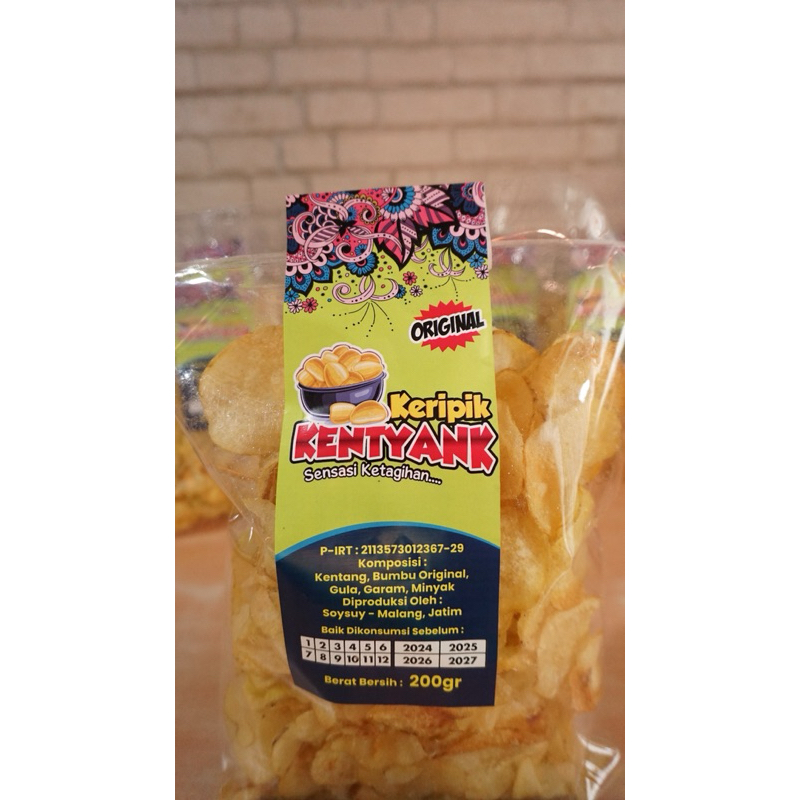 ORIGINAL
Keripik
KENTYANK
Sensasi Ketagihan....
P-IRT : 2113573012367-29
Komposisi :
Kentang, Bumbu Original,
Gula, Garam, Minyak
Diproduksi Oleh :
Soysuy - Malang, Jatim
Baik Dikonsumsi Sebelum :
1 2 3 4 5 6 2024 2025
7 8 9 10 11 12 2026 2027
Berat Bersih : 200gr